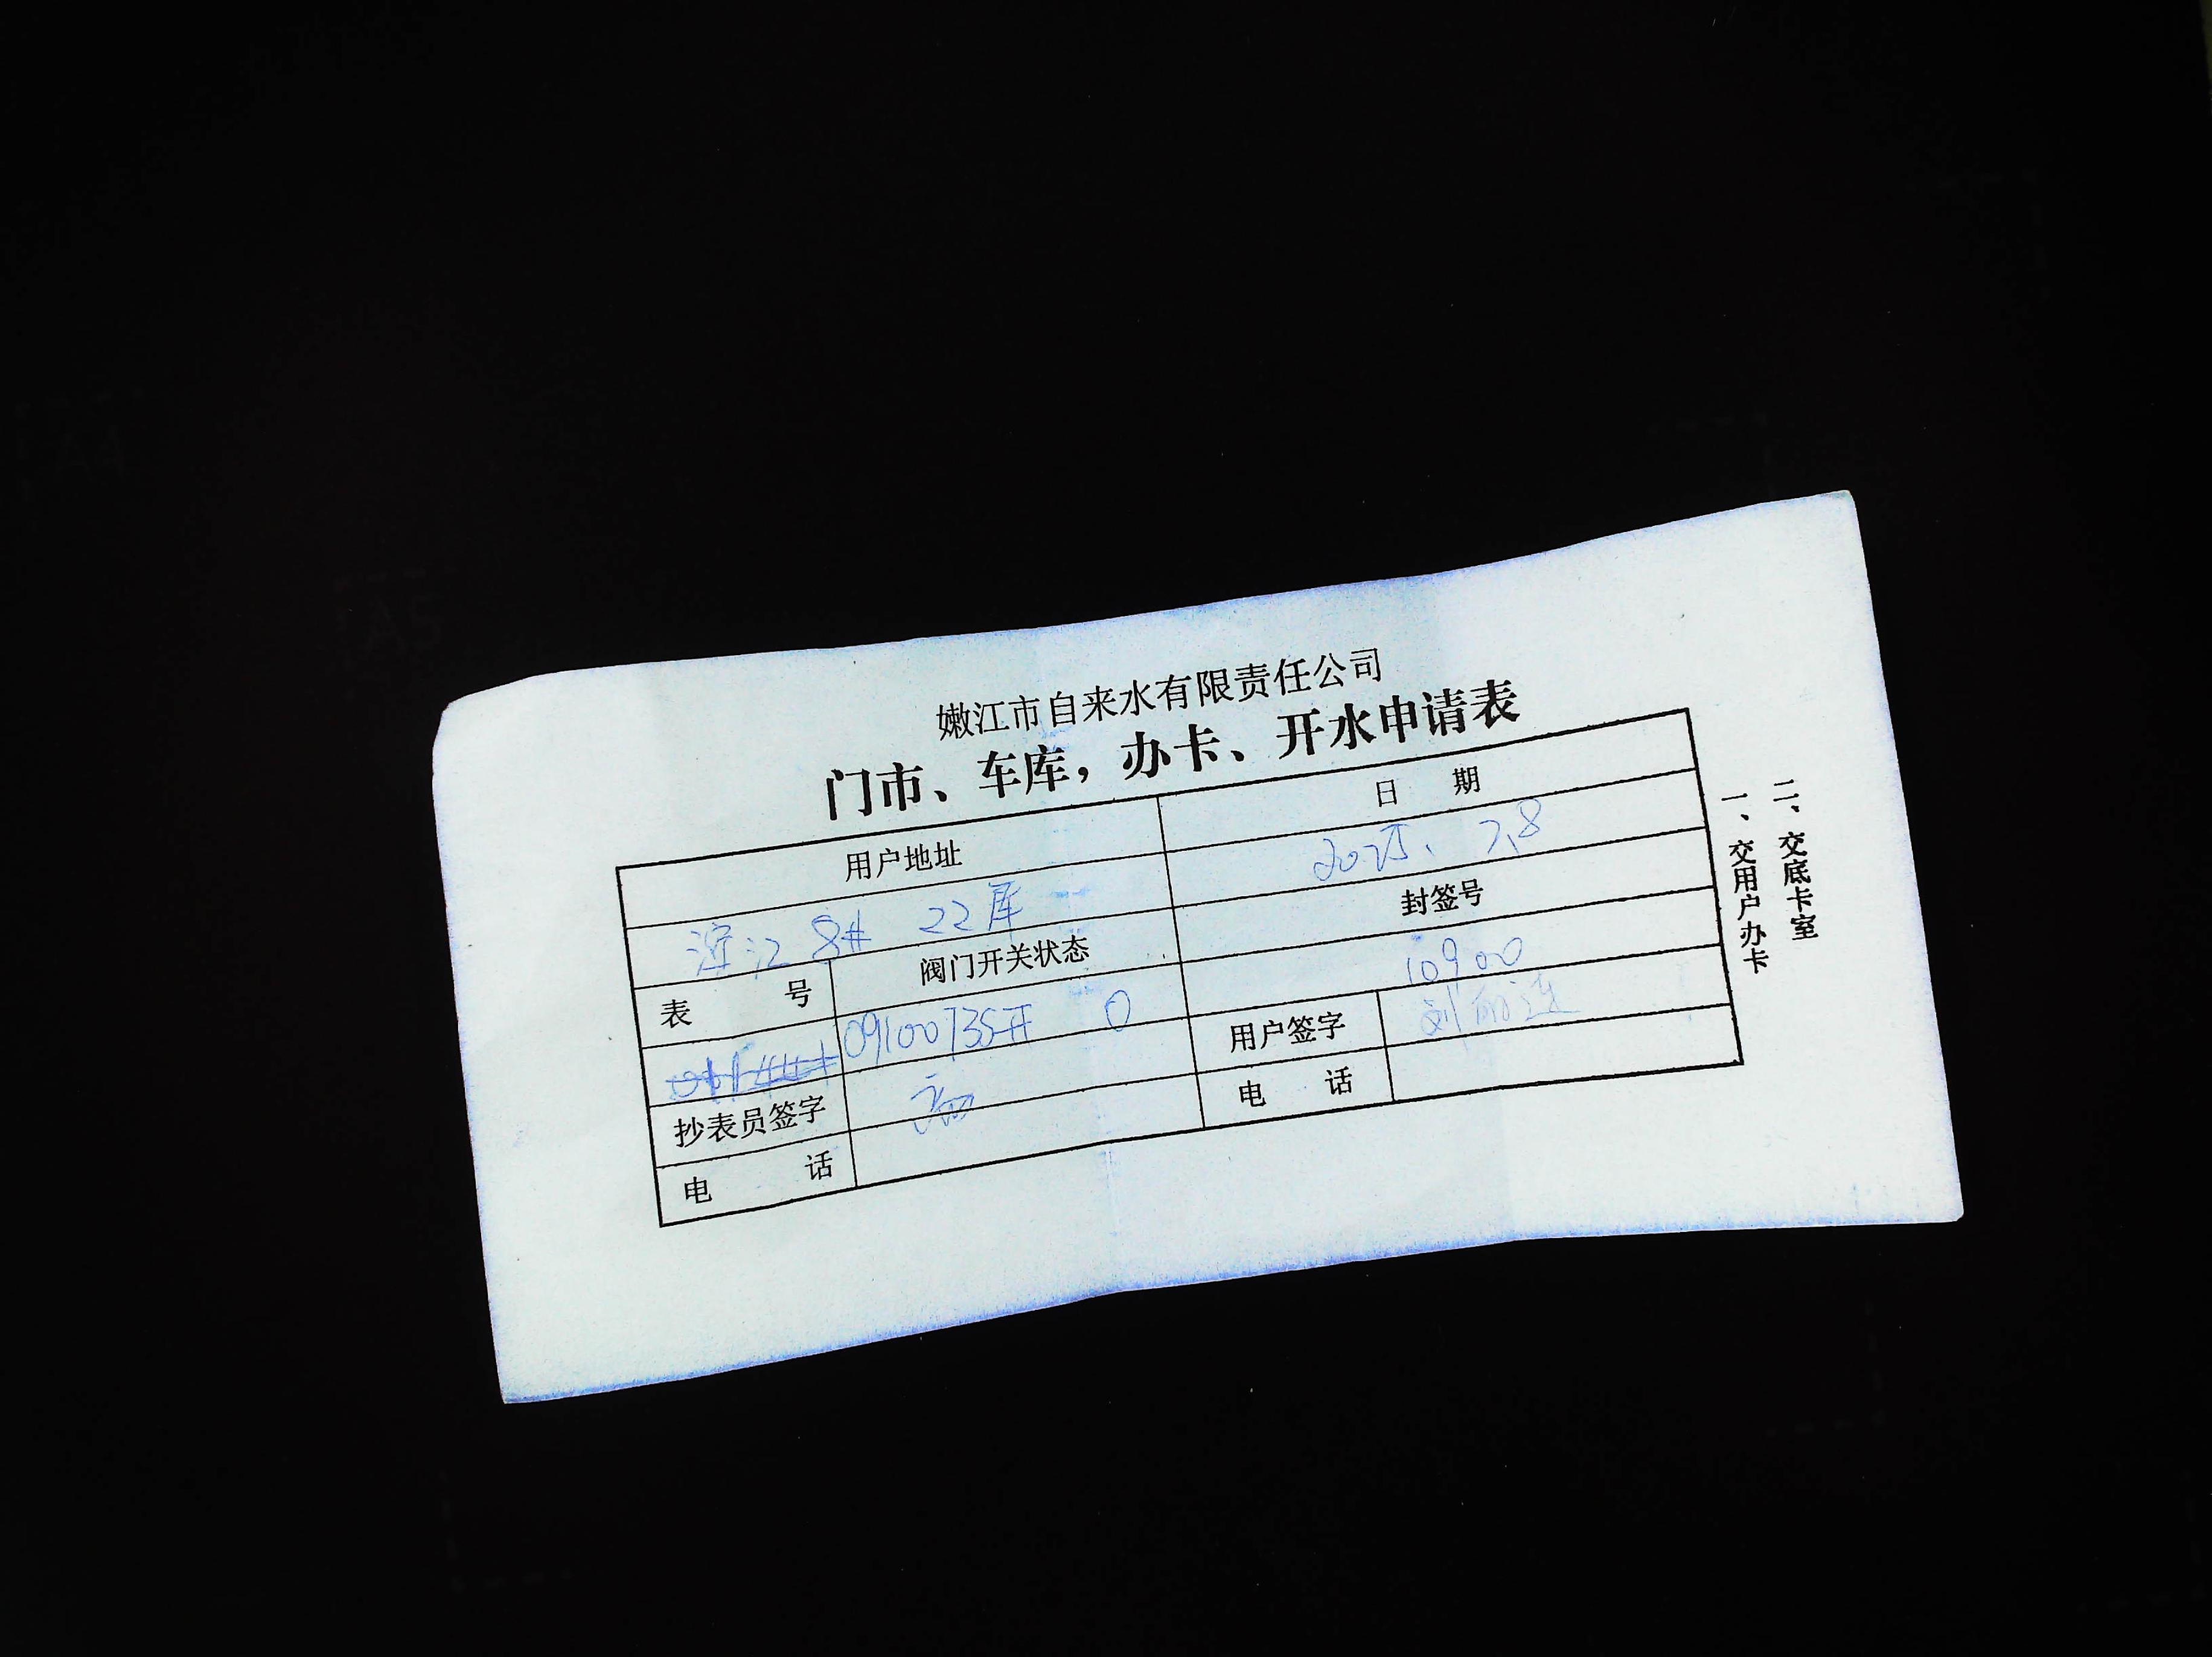 嫩江市自来水有限责任公司
门市、车库，办卡、开水申请表
用户地址 日 期
江 8# 22库 2025、7、8
表 号 阀门开关状态 封签号
09100735开 0 10900
抄表员签字 用户签字 刘
电 话 电 话
一、交用户办卡
二、交底卡室